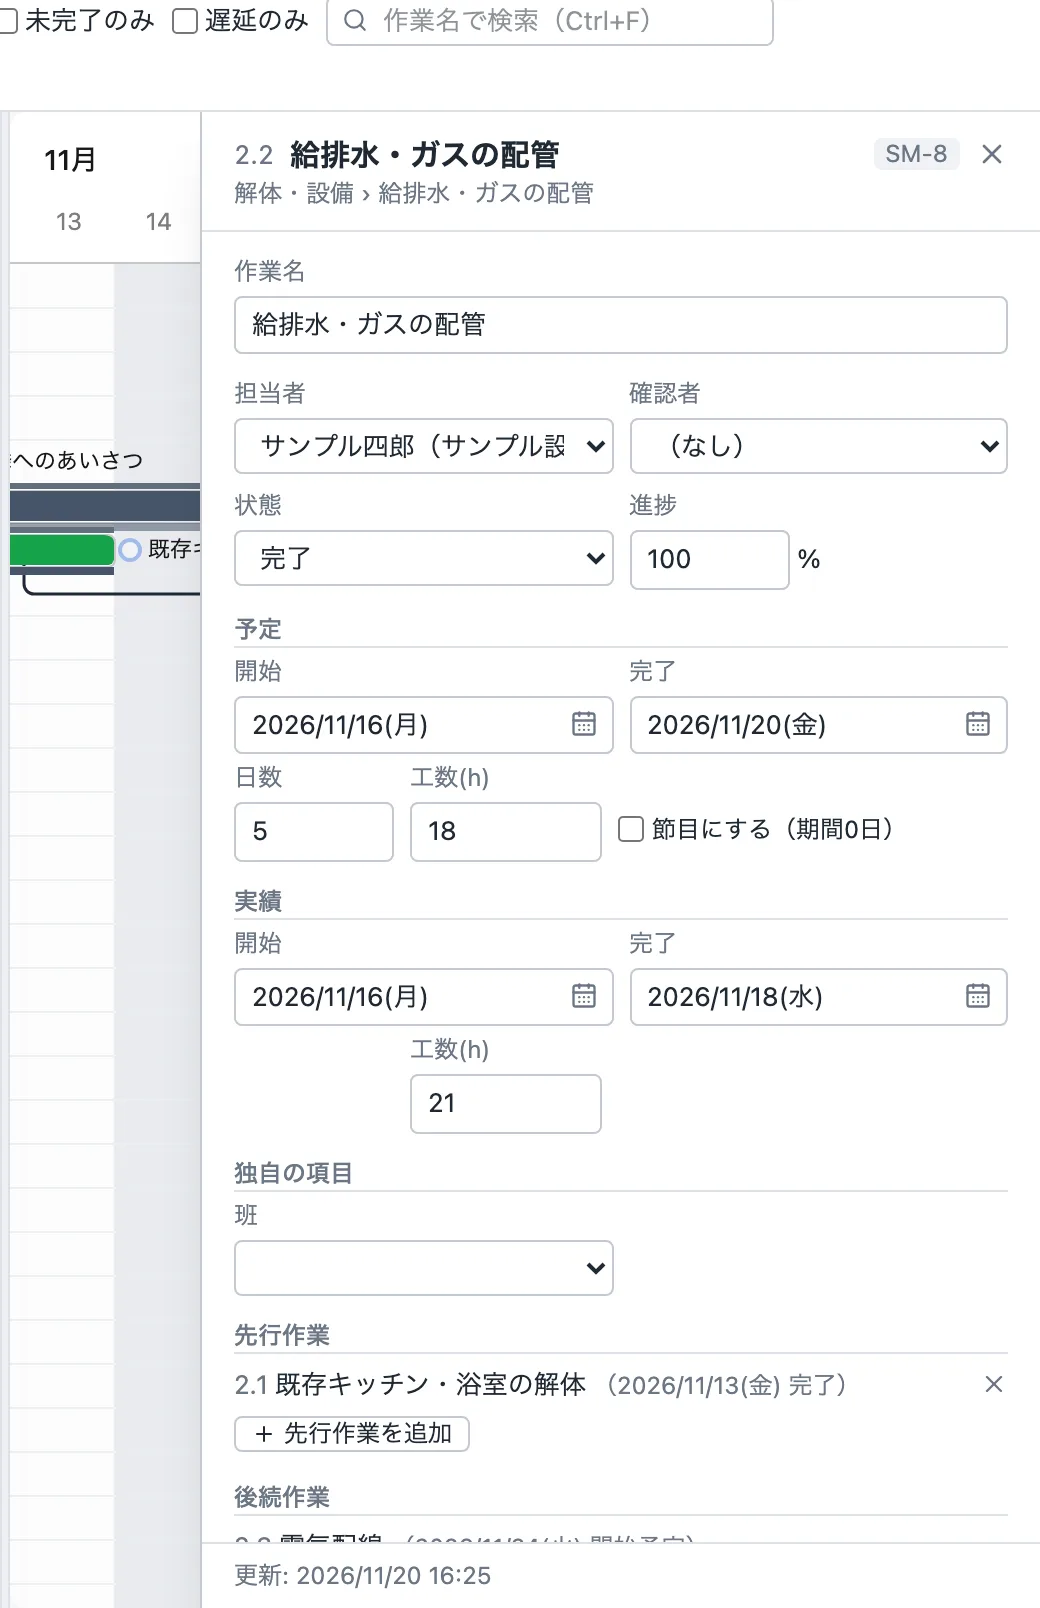 未完了のみ 遅延のみ 作業名で検索（Ctrl+F）
11月
13 14
へのあいさつ
既存
2.2 給排水・ガスの配管 SM-8
解体・設備 › 給排水・ガスの配管
作業名
給排水・ガスの配管
担当者 確認者
サンプル四郎（サンプル設 （なし）
状態 進捗
完了 100 %
予定
開始 完了
2026/11/16(月) 2026/11/20(金)
日数 工数(h)
5 18 節目にする（期間0日）
実績
開始 完了
2026/11/16(月) 2026/11/18(水)
工数(h)
21
独自の項目
班
先行作業
2.1 既存キッチン・浴室の解体 （2026/11/13(金) 完了）
+ 先行作業を追加
後続作業
更新: 2026/11/20 16:25